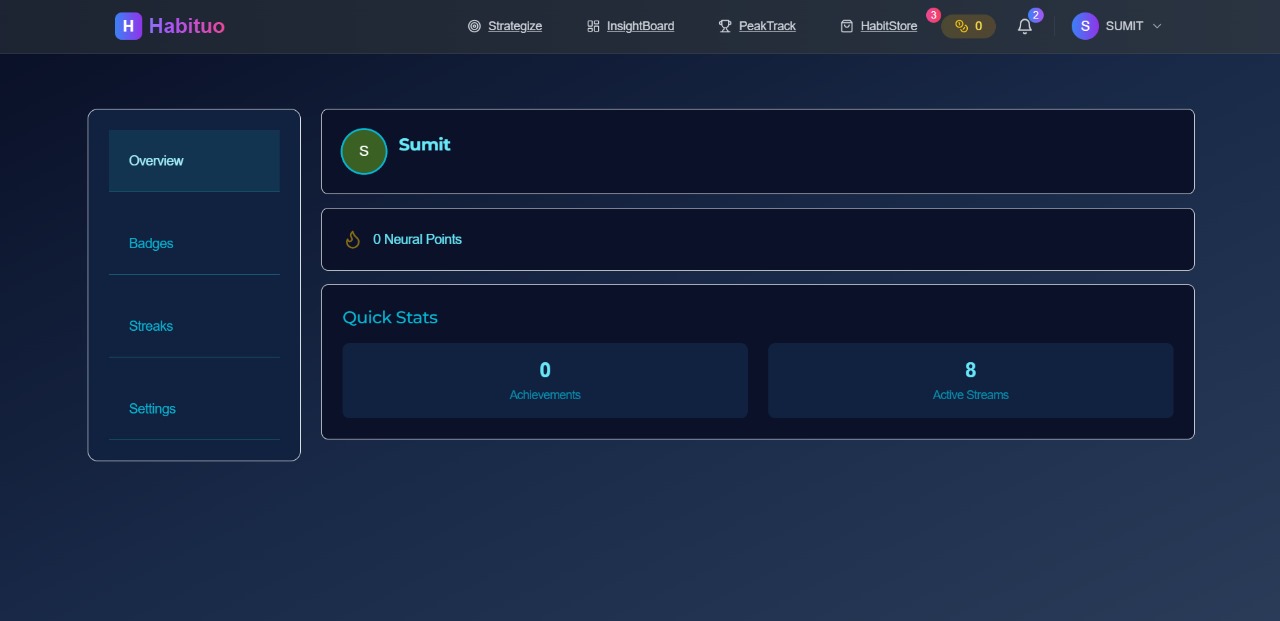 H Habituo
Strategize
InsightBoard
PeakTrack
HabitStore
3
0
2
S SUMIT
Overview
Badges
Streaks
Settings
S
Sumit
0 Neural Points
Quick Stats
0
Achievements
8
Active Streams